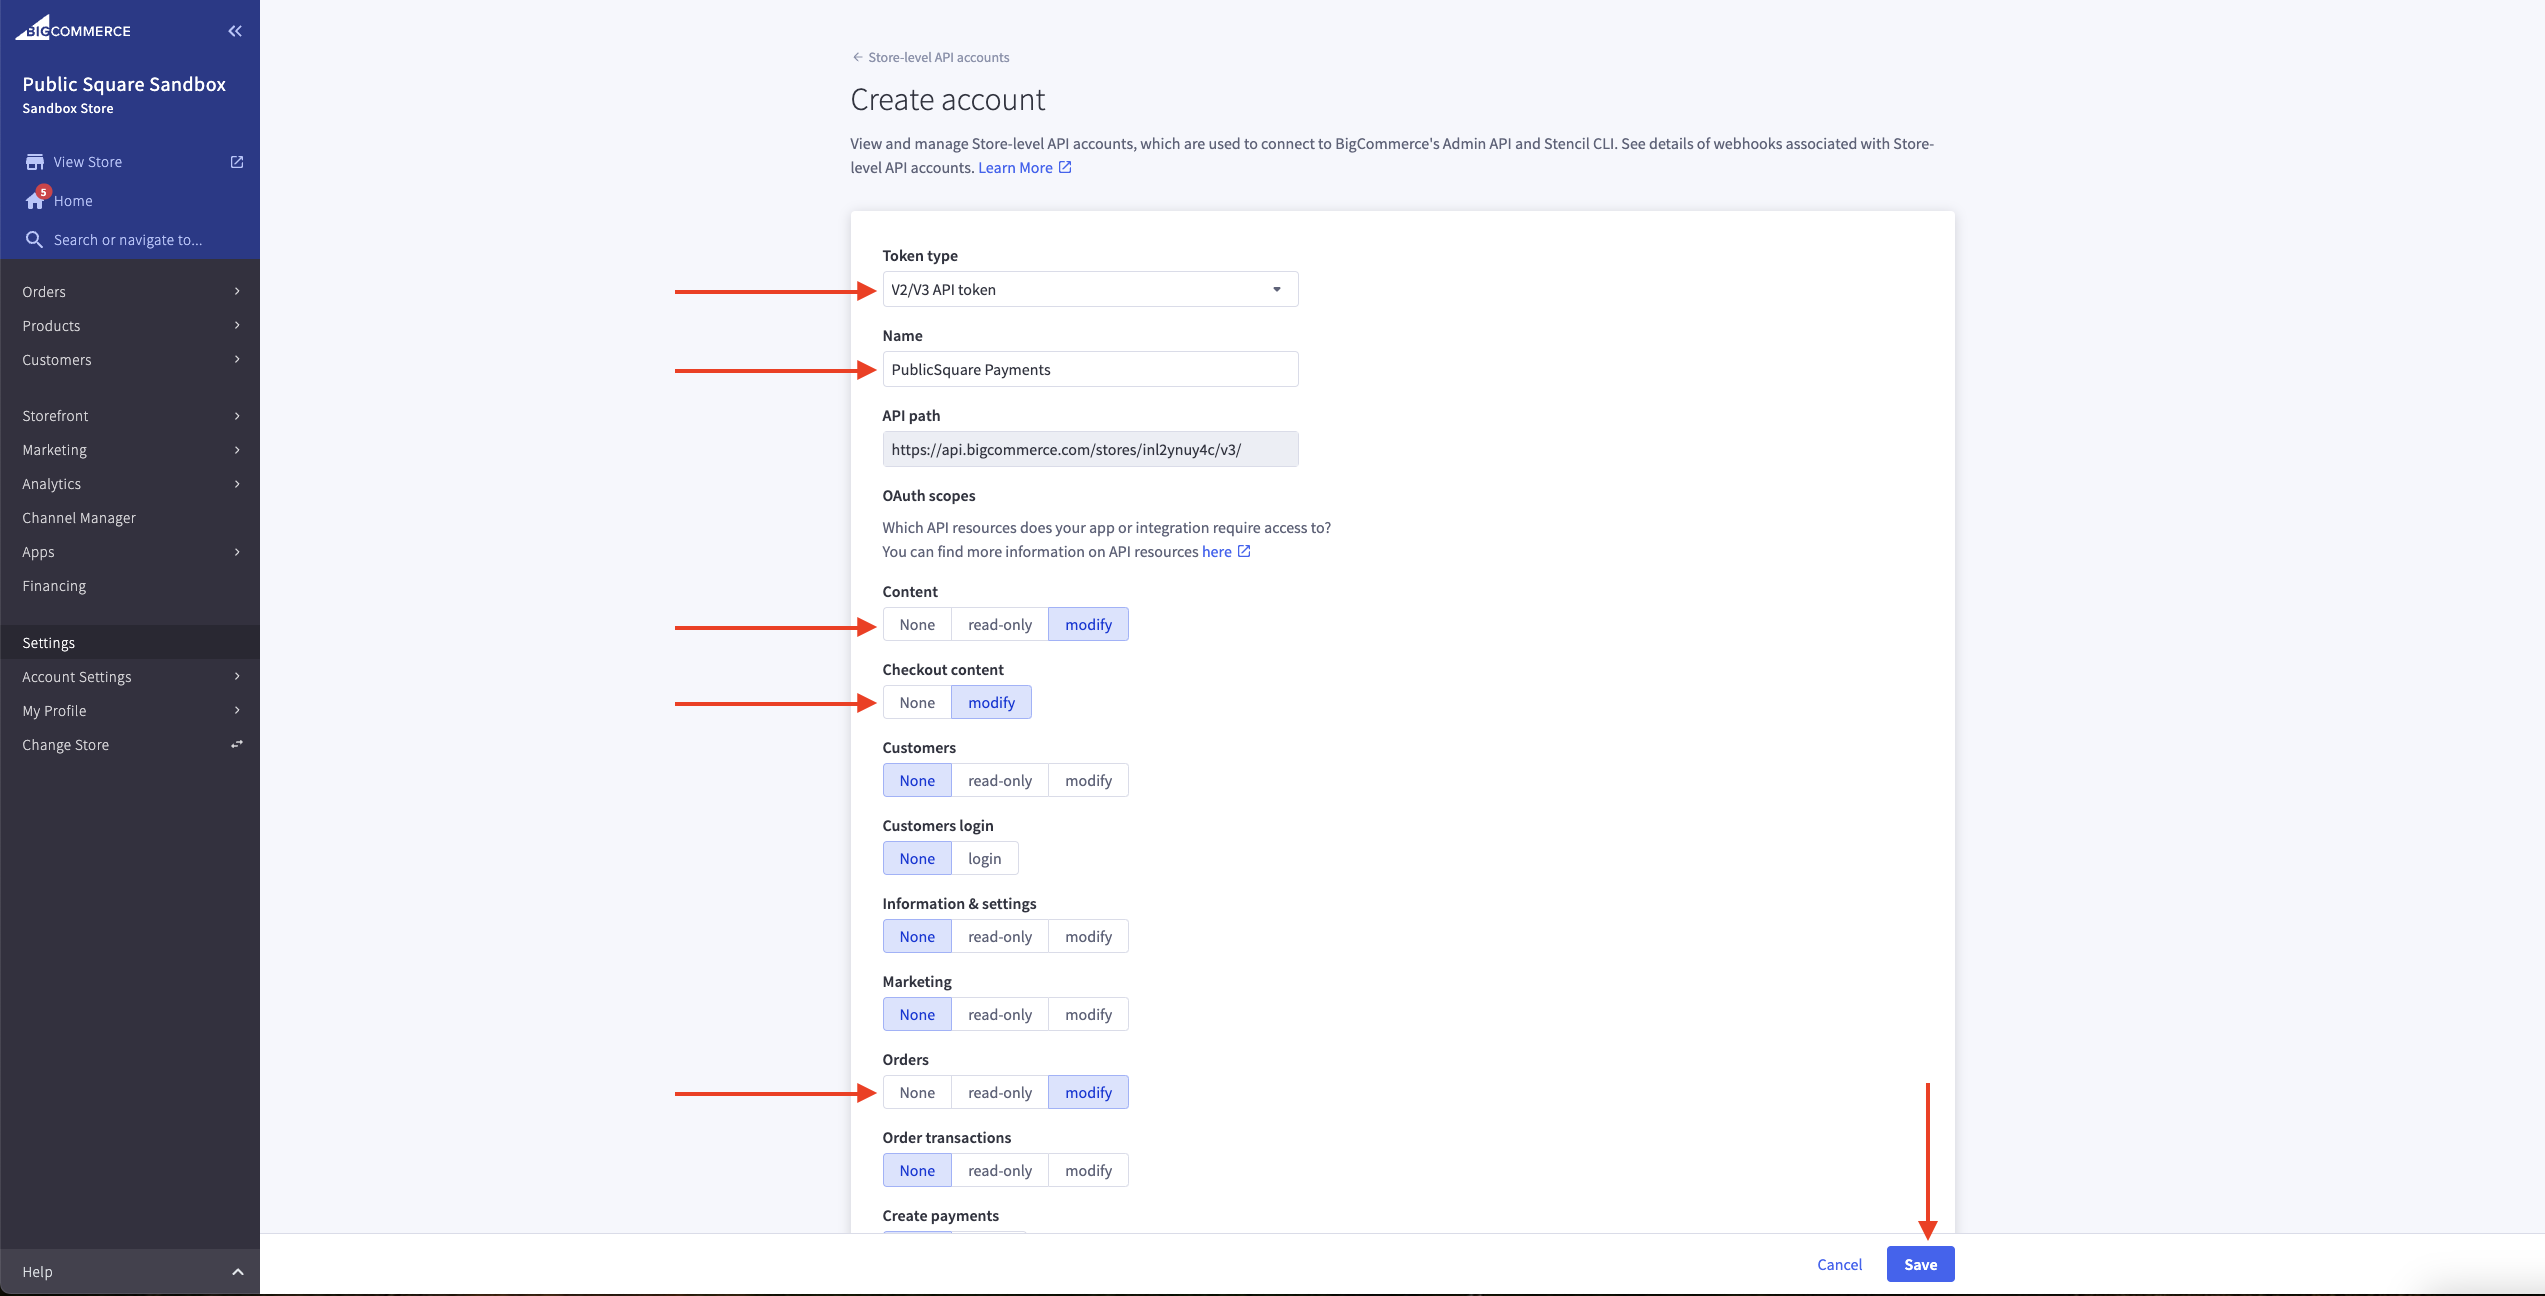 BIGCOMMERCE
Public Square Sandbox
Sandbox Store
View Store
5
Home
Search or navigate to...
Orders
Products
Customers
Storefront
Marketing
Analytics
Channel Manager
Apps
Financing
Settings
Account Settings
My Profile
Change Store
Help
Store-level API accounts
Create account
View and manage Store-level API accounts, which are used to connect to BigCommerce's Admin API and Stencil CLI. See details of webhooks associated with Store-
level API accounts. Learn More
Token type
V2/V3 API token
Name
PublicSquare Payments
API path
https://api.bigcommerce.com/stores/inl2ynuy4c/v3/
OAuth scopes
Which API resources does your app or integration require access to?
You can find more information on API resources here
Content
None read-only modify
Checkout content
None modify
Customers
None read-only modify
Customers login
None login
Information & settings
None read-only modify
Marketing
None read-only modify
Orders
None read-only modify
Order transactions
None read-only modify
Create payments
Cancel Save